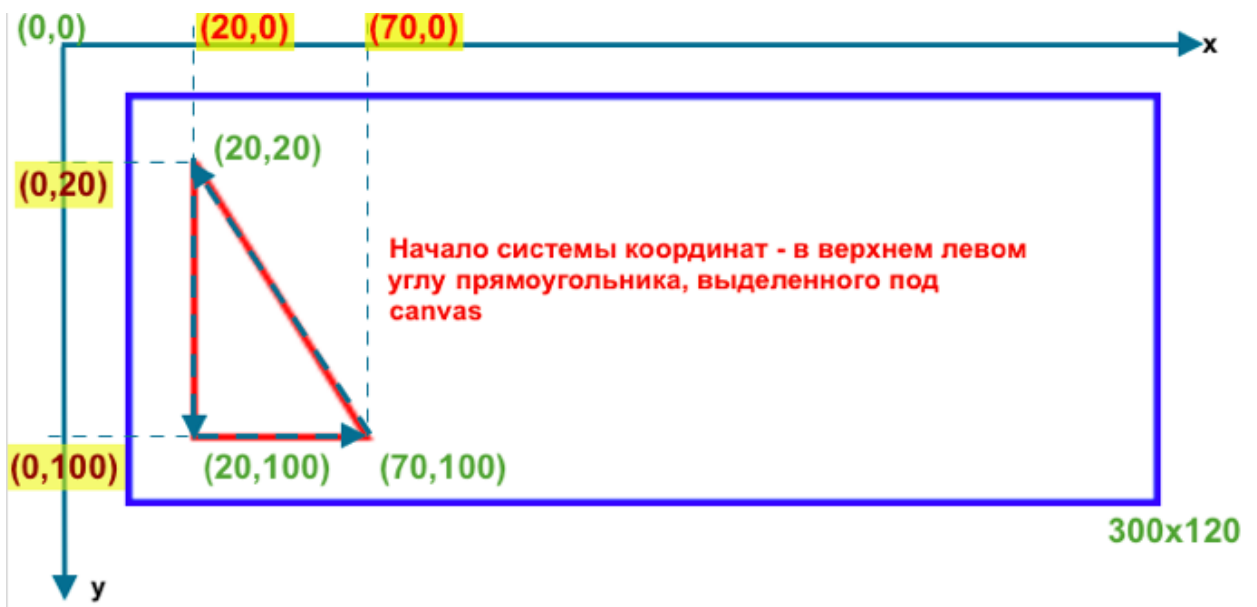 (0,0)
(20,0)
(70,0)
x
(20,20)
(0,20)
Начало системы координат - в верхнем левом
углу прямоугольника, выделенного под
canvas
(0,100)
(20,100)
(70,100)
300x120
y